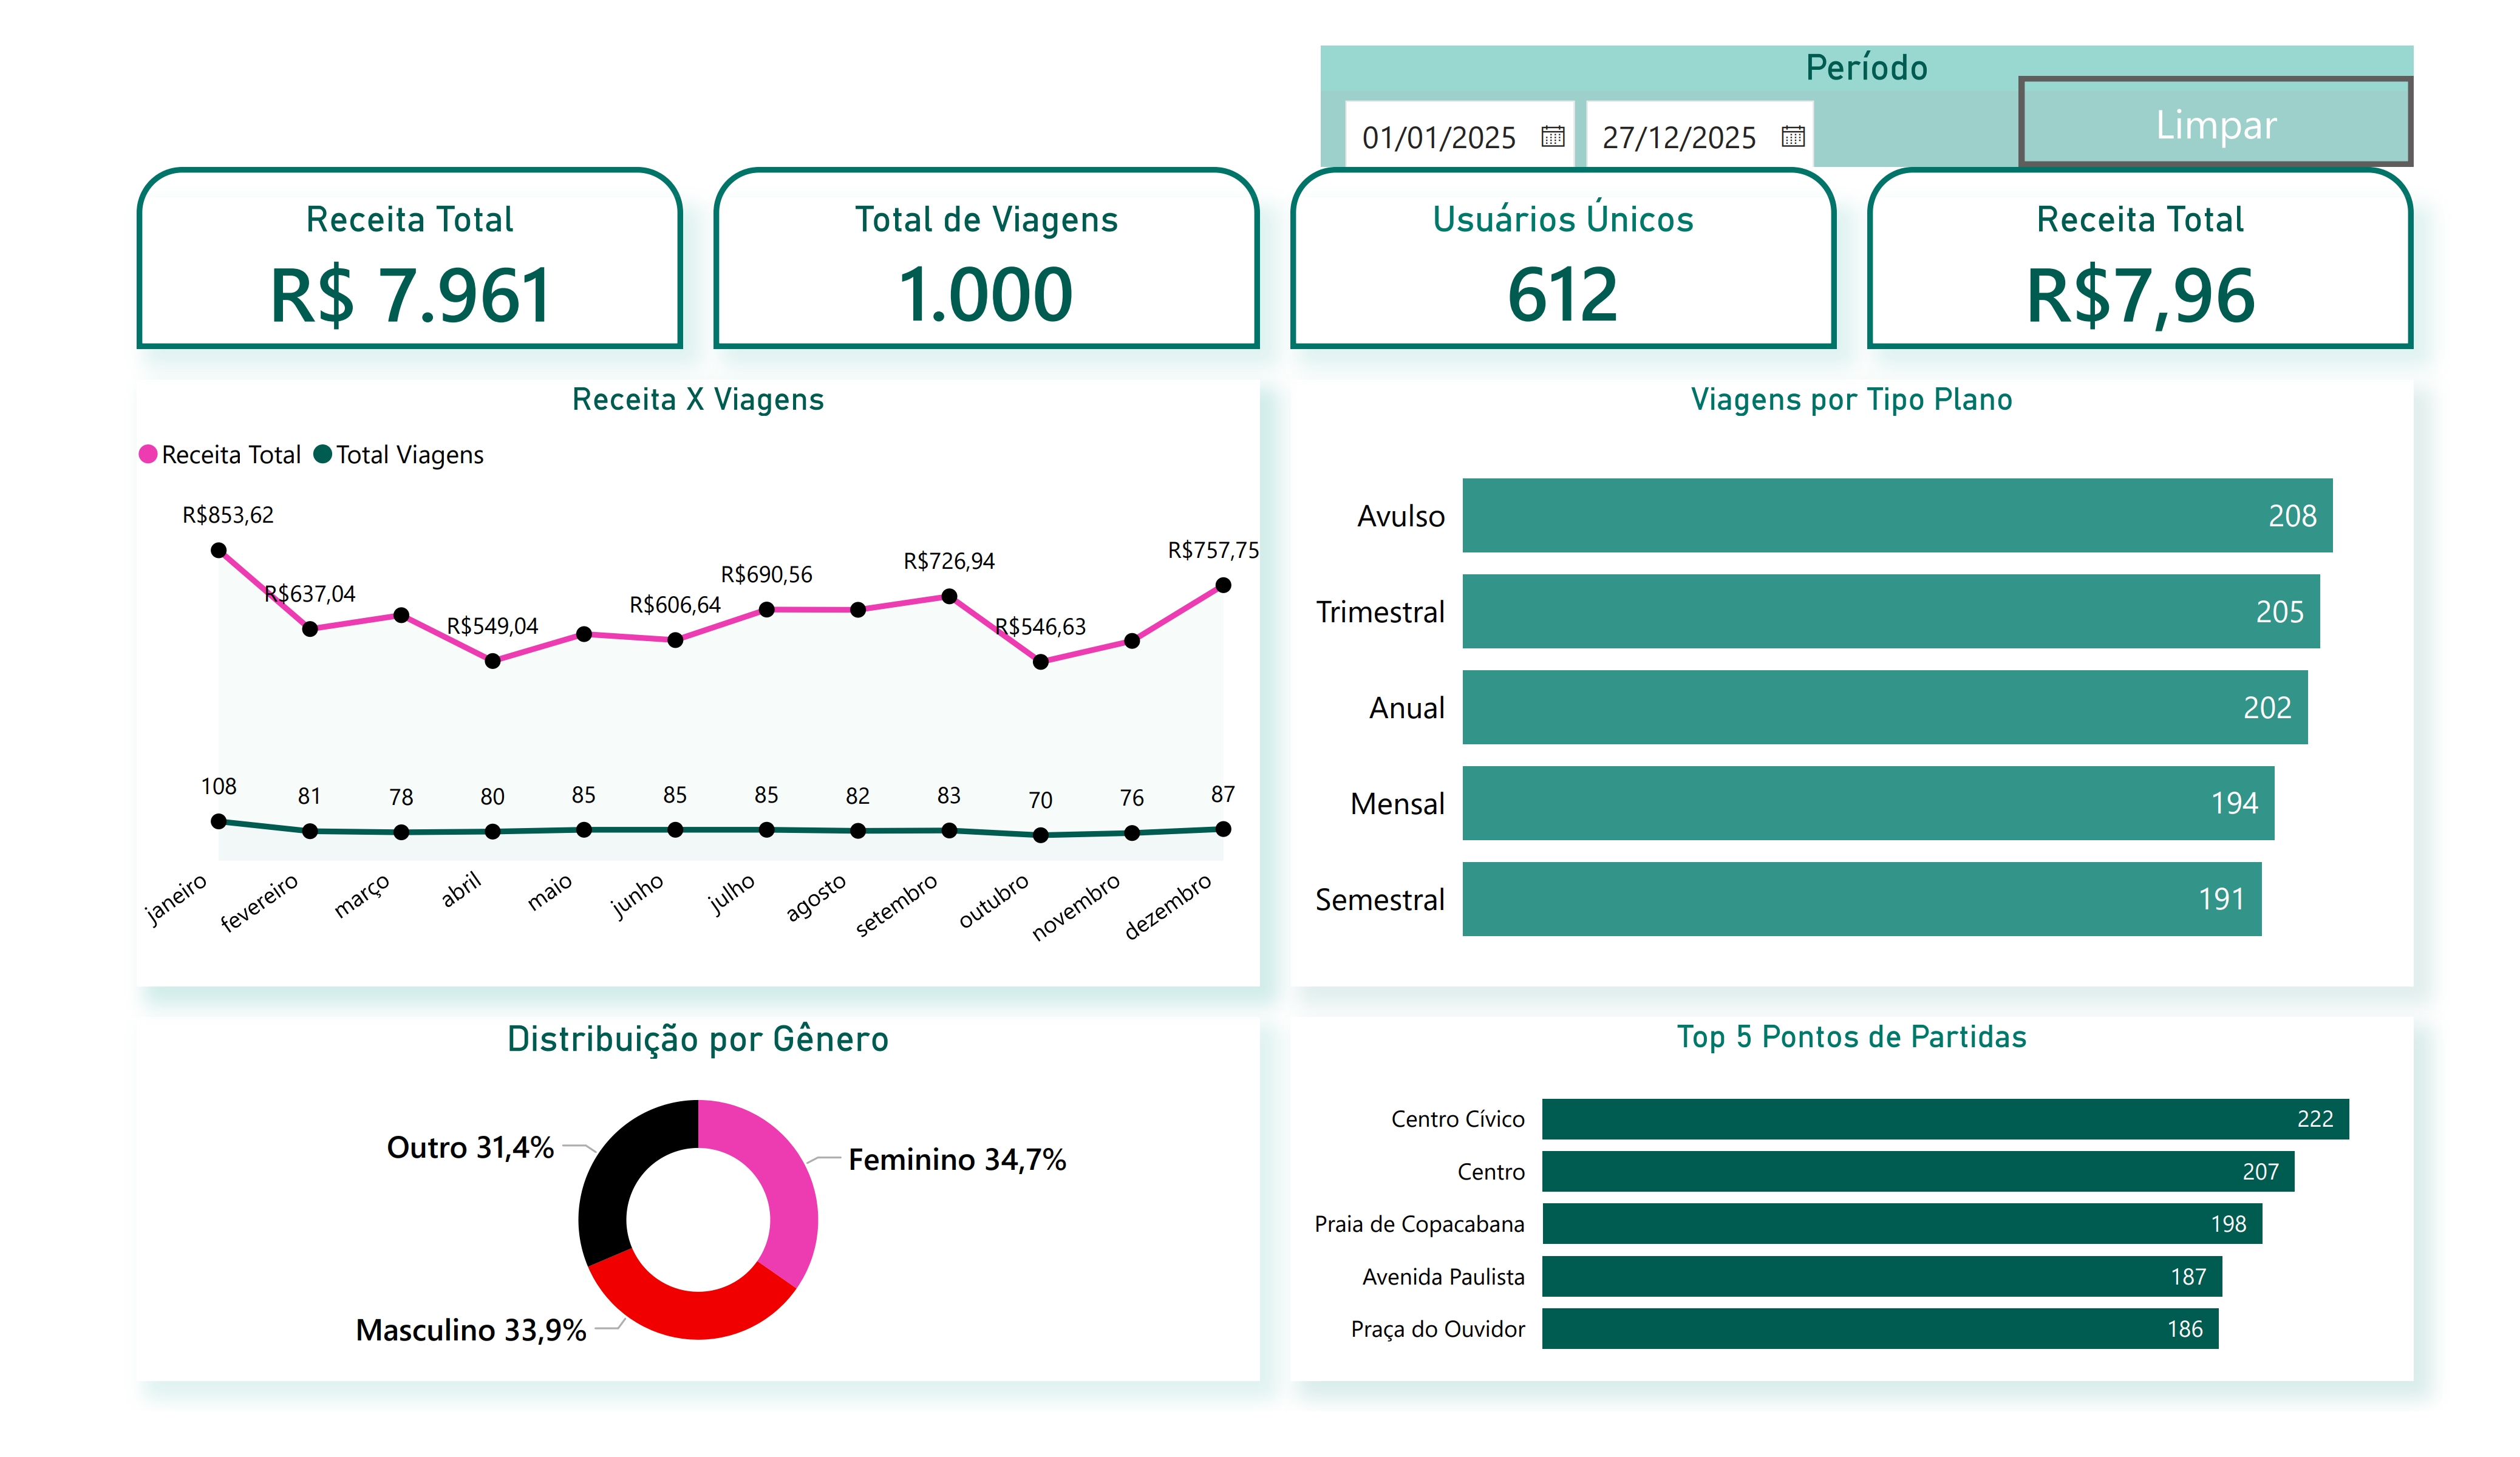 Período
01/01/2025 27/12/2025 Limpar
Receita Total
R$ 7.961
Total de Viagens
1.000
Usuários Únicos
612
Receita Total
R$7,96
Receita X Viagens
Receita Total Total Viagens
R$853,62
R$637,04
R$549,04
R$606,64
R$690,56
R$726,94
R$546,63
R$757,75
108 81 78 80 85 85 85 82 83 70 76 87
janeiro fevereiro março abril maio junho julho agosto setembro outubro novembro dezembro
Viagens por Tipo Plano
Avulso 208
Trimestral 205
Anual 202
Mensal 194
Semestral 191
Distribuição por Gênero
Outro 31,4%
Feminino 34,7%
Masculino 33,9%
Top 5 Pontos de Partidas
Centro Cívico 222
Centro 207
Praia de Copacabana 198
Avenida Paulista 187
Praça do Ouvidor 186